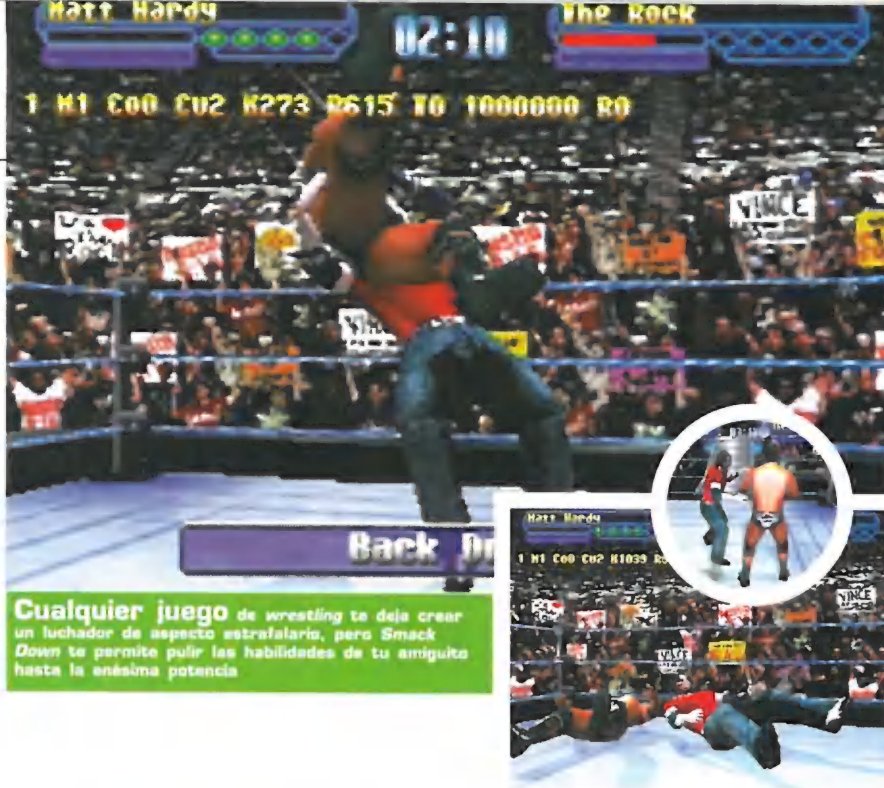 Matt Hardy
02:10
The Rock
1 M1 C00 CU2 K273 R615 T0 1000000 R0
VINCE
Back
Cualquier juego de wrestling te deja crear
un luchador de aspecto estrafalario, pero Smack
Down te permite pulir las habilidades de tu amiguito
hasta la enésima potencia
Matt Hardy
1 M1 C00 CU2 K1039
VINCE